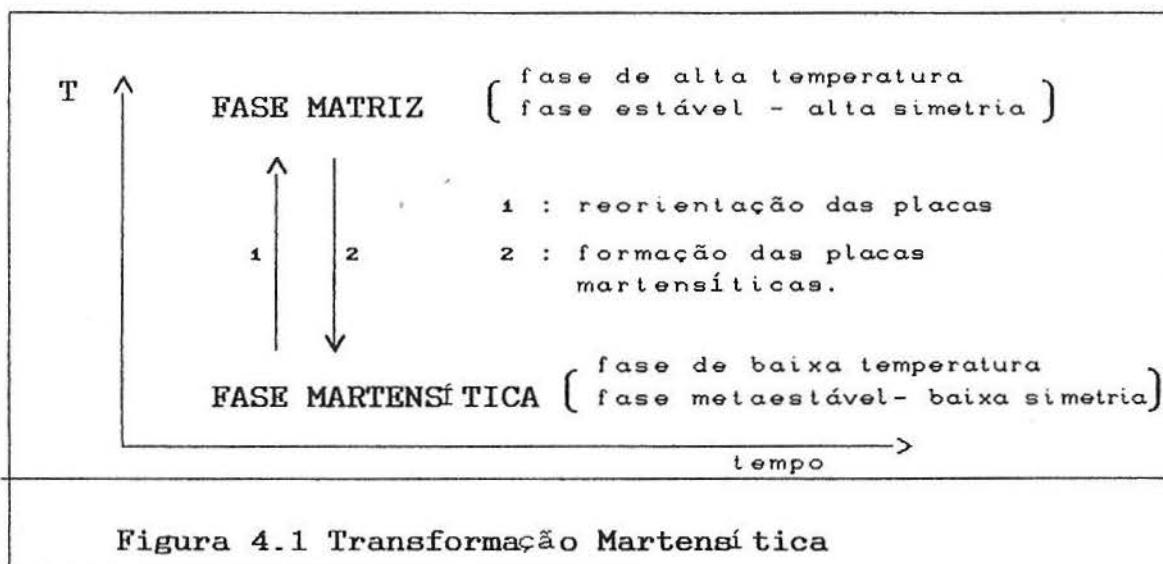 T
FASE MATRIZ
fase de alta temperatura
fase estável - alta simetria
1 : reorientação das placas
1
2
2 : formação das placas
martensíticas.
FASE MARTENSÍTICA
fase de baixa temperatura
fase metaestável- baixa simetria
tempo
Figura 4.1 Transformação Martensítica